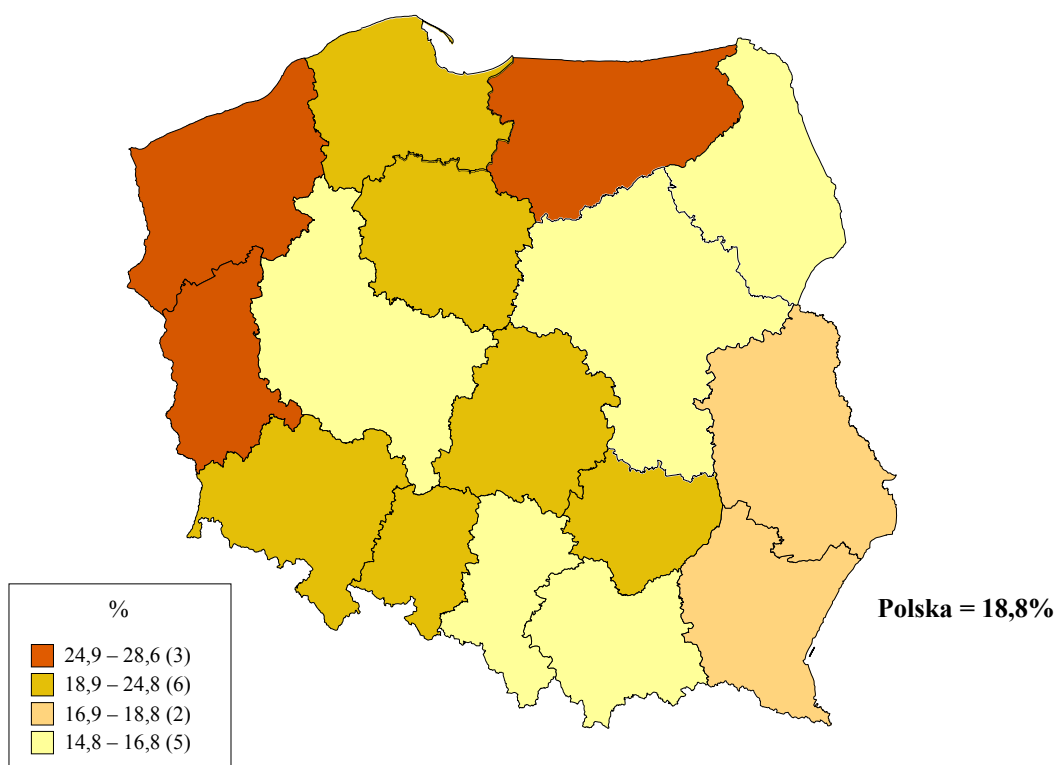 %
24,9 – 28,6 (3)
18,9 – 24,8 (6)
16,9 – 18,8 (2)
14,8 – 16,8 (5)
Polska = 18,8%